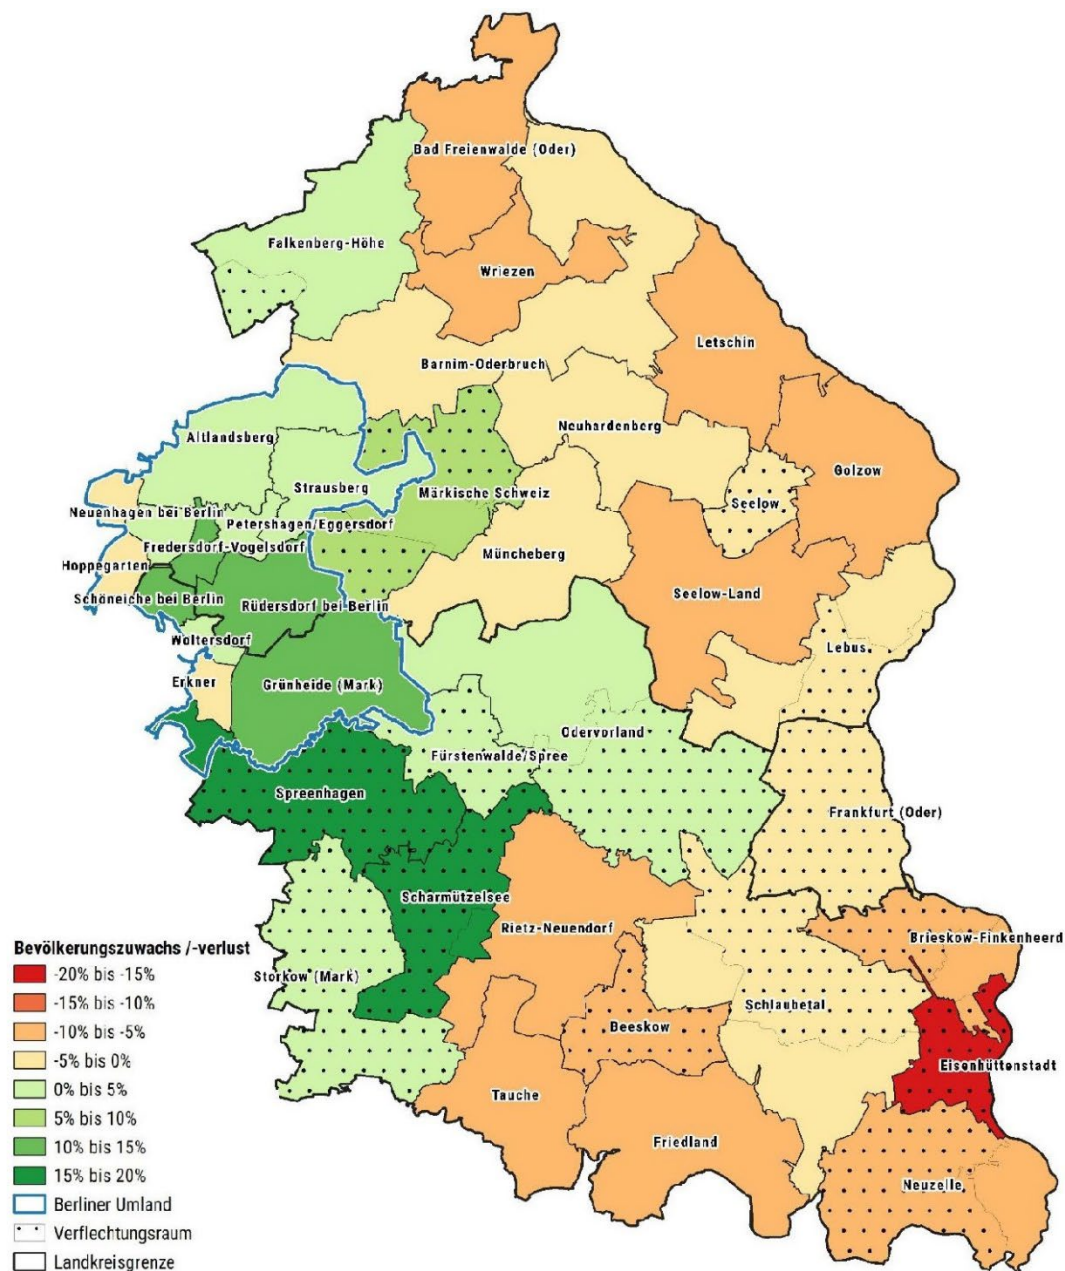 Bad Freienwalde (Oder)
Falkenberg-Höhe
Wriezen
Letschin
Barnim-Oderbruch
Neuhardenberg
Altlandsberg
Golzow
Strausberg
Märkische Schweiz
Seelow
Neuenhagen bei Berlin
Petershagen/Eggersdorf
Fredersdorf-Vogelsdorf
Müncheberg
Hoppegarten
Schöneiche bei Berlin
Rüdersdorf bei Berlin
Seelow-Land
Woltersdorf
Lebus
Erkner
Grünheide (Mark)
Odervorland
Fürstenwalde/Spree
Spreenhagen
Frankfurt (Oder)
Scharmützelsee
Rietz-Neuendorf
Brieskow-Finkenheerd
Storkow (Mark)
Schlaubetal
Beeskow
Eisenhüttenstadt
Tauche
Friedland
Neuzelle
Bevölkerungszuwachs /-verlust
-20% bis -15%
-15% bis -10%
-10% bis -5%
-5% bis 0%
0% bis 5%
5% bis 10%
10% bis 15%
15% bis 20%
Berliner Umland
Verflechtungsraum
Landkreisgrenze